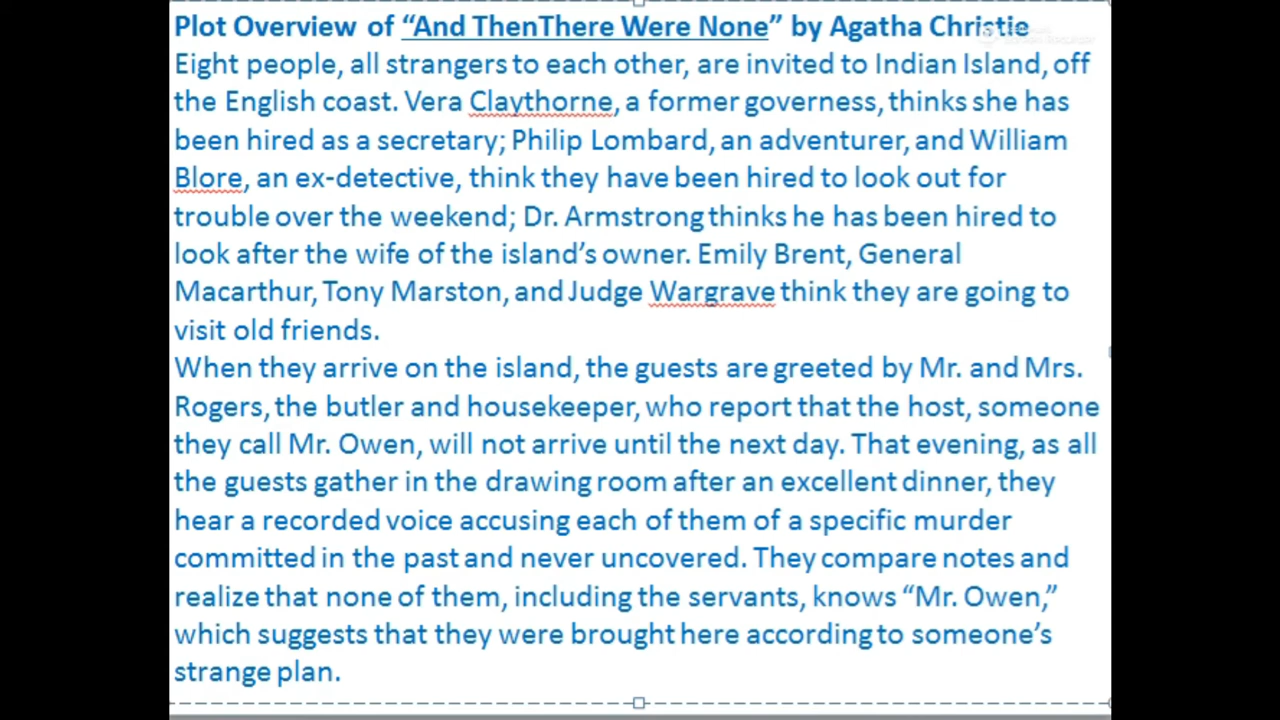 Plot Overview of “And ThenThere Were None” by Agatha Christie
Eight people, all strangers to each other, are invited to Indian Island, off
the English coast. Vera Claythorne, a former governess, thinks she has
been hired as a secretary; Philip Lombard, an adventurer, and William
Blore, an ex-detective, think they have been hired to look out for
trouble over the weekend; Dr. Armstrong thinks he has been hired to
look after the wife of the island’s owner. Emily Brent, General
Macarthur, Tony Marston, and Judge Wargrave think they are going to
visit old friends.
When they arrive on the island, the guests are greeted by Mr. and Mrs.
Rogers, the butler and housekeeper, who report that the host, someone
they call Mr. Owen, will not arrive until the next day. That evening, as all
the guests gather in the drawing room after an excellent dinner, they
hear a recorded voice accusing each of them of a specific murder
committed in the past and never uncovered. They compare notes and
realize that none of them, including the servants, knows “Mr. Owen,”
which suggests that they were brought here according to someone’s
strange plan.